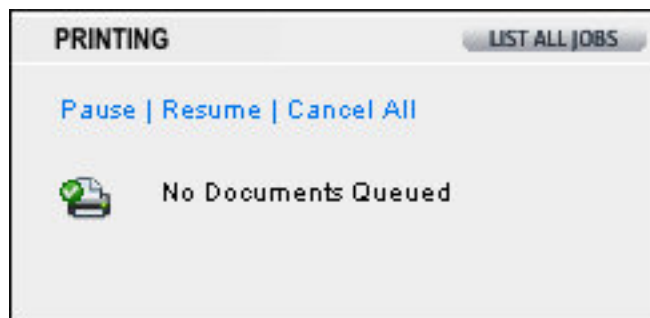 PRINTING LIST ALL JOBS
Pause | Resume | Cancel All
No Documents Queued